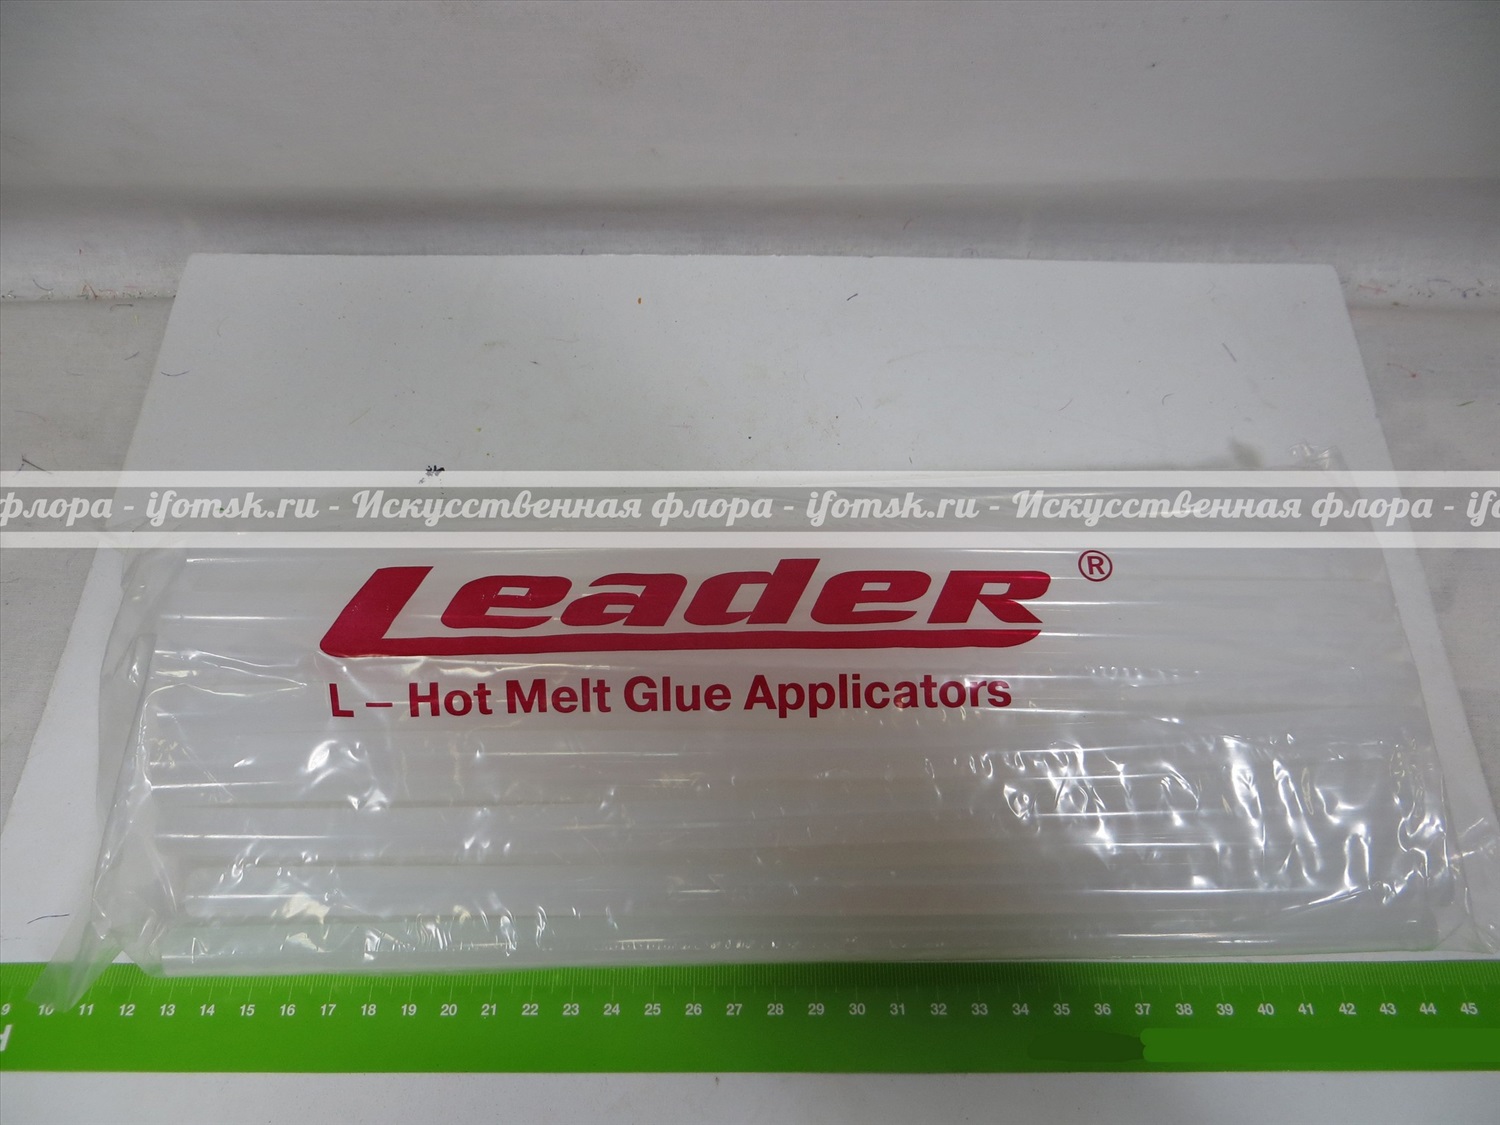 флора - ifomsk.ru - Искусственная флора - ifomsk.ru - Искусственная флора - ifo
Leader ®
L – Hot Melt Glue Applicators
9 10 11 12 13 14 15 16 17 18 19 20 21 22 23 24 25 26 27 28 29 30 31 32 33 34 35 36 37 38 39 40 41 42 43 44 45